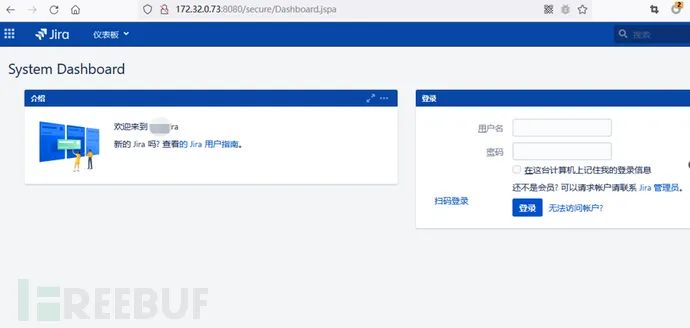 172.32.0.73:8080/secure/Dashboard.jspa
Jira 仪表板 搜索
System Dashboard
介绍
欢迎来到 ira
新的 Jira 吗? 查看的 Jira 用户指南。
登录
用户名
密码
在这台计算机上记住我的登录信息
还不是会员? 可以请求帐户请联系 Jira 管理员。
扫码登录
登录 无法访问帐户?
FREEBUF